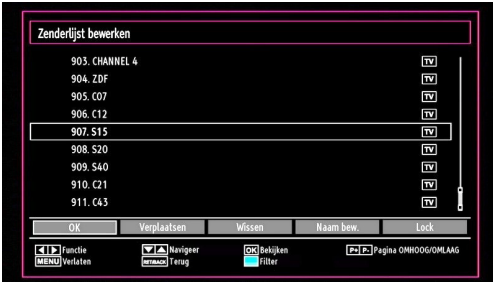 Zenderlijst bewerken
903. CHANNEL 4 TV
904. ZDF TV
905. C07 TV
906. C12 TV
907. S15 TV
908. S20 TV
909. S40 TV
910. C21 TV
911. C43 TV
OK Verplaatsen Wissen Naam bew. Lock
Functie Navigeer OK Bekijken P+ P- Pagina OMHOOG/OMLAAG
MENU Verlaten RET/BACK Terug Filter